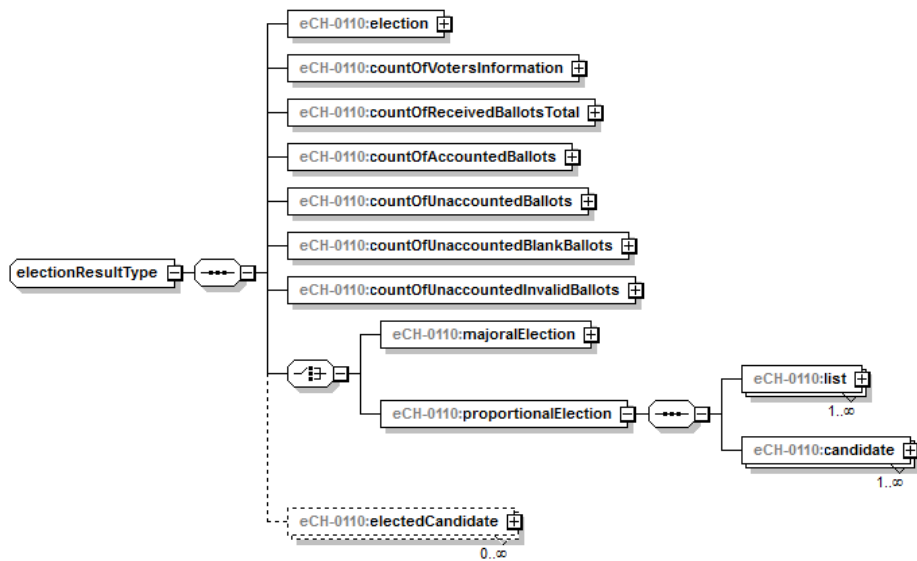 eCH-0110:election
eCH-0110:countOfVotersInformation
eCH-0110:countOfReceivedBallotsTotal
eCH-0110:countOfAccountedBallots
eCH-0110:countOfUnaccountedBallots
eCH-0110:countOfUnaccountedBlankBallots
electionResultType
eCH-0110:countOfUnaccountedInvalidBallots
eCH-0110:majoralElection
eCH-0110:list
1..∞
eCH-0110:proportionalElection
eCH-0110:candidate
1..∞
eCH-0110:electedCandidate
0..∞